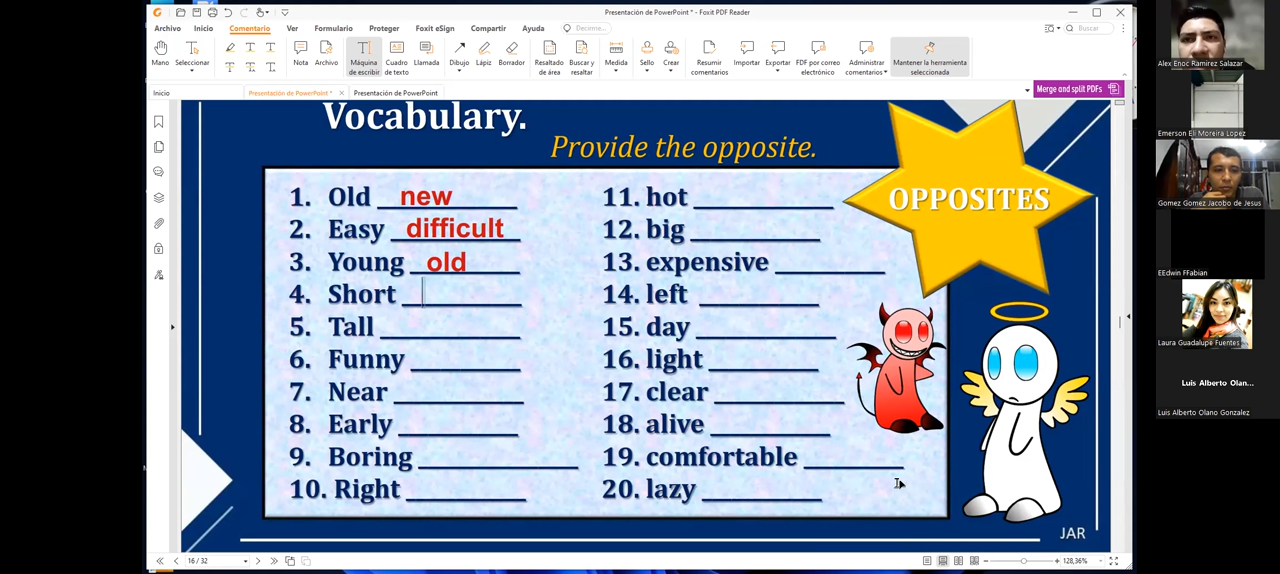 Presentación de PowerPoint * - Foxit PDF Reader
Archivo Inicio Comentario Ver Formulario Proteger Foxit eSign Compartir Ayuda Decirme... Buscar
Mano Seleccionar Nota Archivo Máquina de escribir Cuadro de texto Llamada Dibujo Lápiz Borrador Resaltado de área Buscar y resaltar Medida Sello Crear Resumir comentarios Importar Exportar FDF por correo electrónico Administrar comentarios Mantener la herramienta seleccionada
Inicio Presentación de PowerPoint * Presentación de PowerPoint Merge and split PDFs
Vocabulary.
Provide the opposite.
OPPOSITES
1. Old new
2. Easy difficult
3. Young old
4. Short
5. Tall
6. Funny
7. Near
8. Early
9. Boring
10. Right
11. hot
12. big
13. expensive
14. left
15. day
16. light
17. clear
18. alive
19. comfortable
20. lazy
JAR
16 / 32
128,36%
Alex Enoc Ramirez Salazar
Emerson Eli Moreira Lopez
Gomez Gomez Jacobo de Jesus
EEdwin FFabian
Laura Guadalupe Fuentes
Luis Alberto Olan...
Luis Alberto Olano Gonzalez